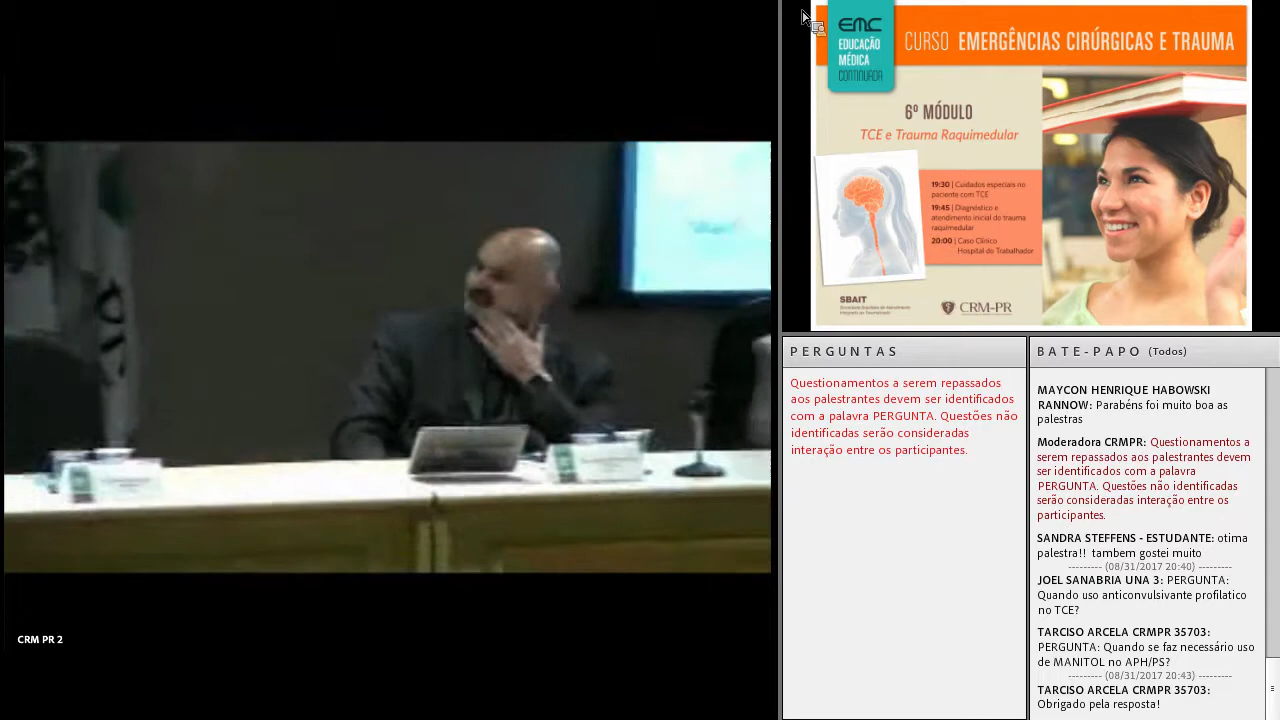 EMC
EDUCAÇÃO
MÉDICA
CONTINUADA
CURSO EMERGÊNCIAS CIRÚRGICAS E TRAUMA
6º MÓDULO
TCE e Trauma Raquimedular
19:30 | Cuidados especiais no
paciente com TCE
19:45 | Diagnóstico e
atendimento inicial do trauma
raquimedular
20:00 | Caso Clínico
Hospital do Trabalhador
SBAIT
CRM-PR
CRM PR 2
PERGUNTAS
Questionamentos a serem repassados
aos palestrantes devem ser identificados
com a palavra PERGUNTA. Questões não
identificadas serão consideradas
interação entre os participantes.
BATE-PAPO (Todos)
MAYCON HENRIQUE HABOWSKI
RANNOW: Parabéns foi muito boa as
palestras
Moderadora CRMPR: Questionamentos a
serem repassados aos palestrantes devem
ser identificados com a palavra
PERGUNTA. Questões não identificadas
serão consideradas interação entre os
participantes.
SANDRA STEFFENS - ESTUDANTE: otima
palestra!! tambem gostei muito
--------- (08/31/2017 20:40) ---------
JOEL SANABRIA UNA 3: PERGUNTA:
Quando uso anticonvulsivante profilatico
no TCE?
TARCISO ARCELA CRMPR 35703:
PERGUNTA: Quando se faz necessário uso
de MANITOL no APH/PS?
--------- (08/31/2017 20:43) ---------
TARCISO ARCELA CRMPR 35703:
Obrigado pela resposta!